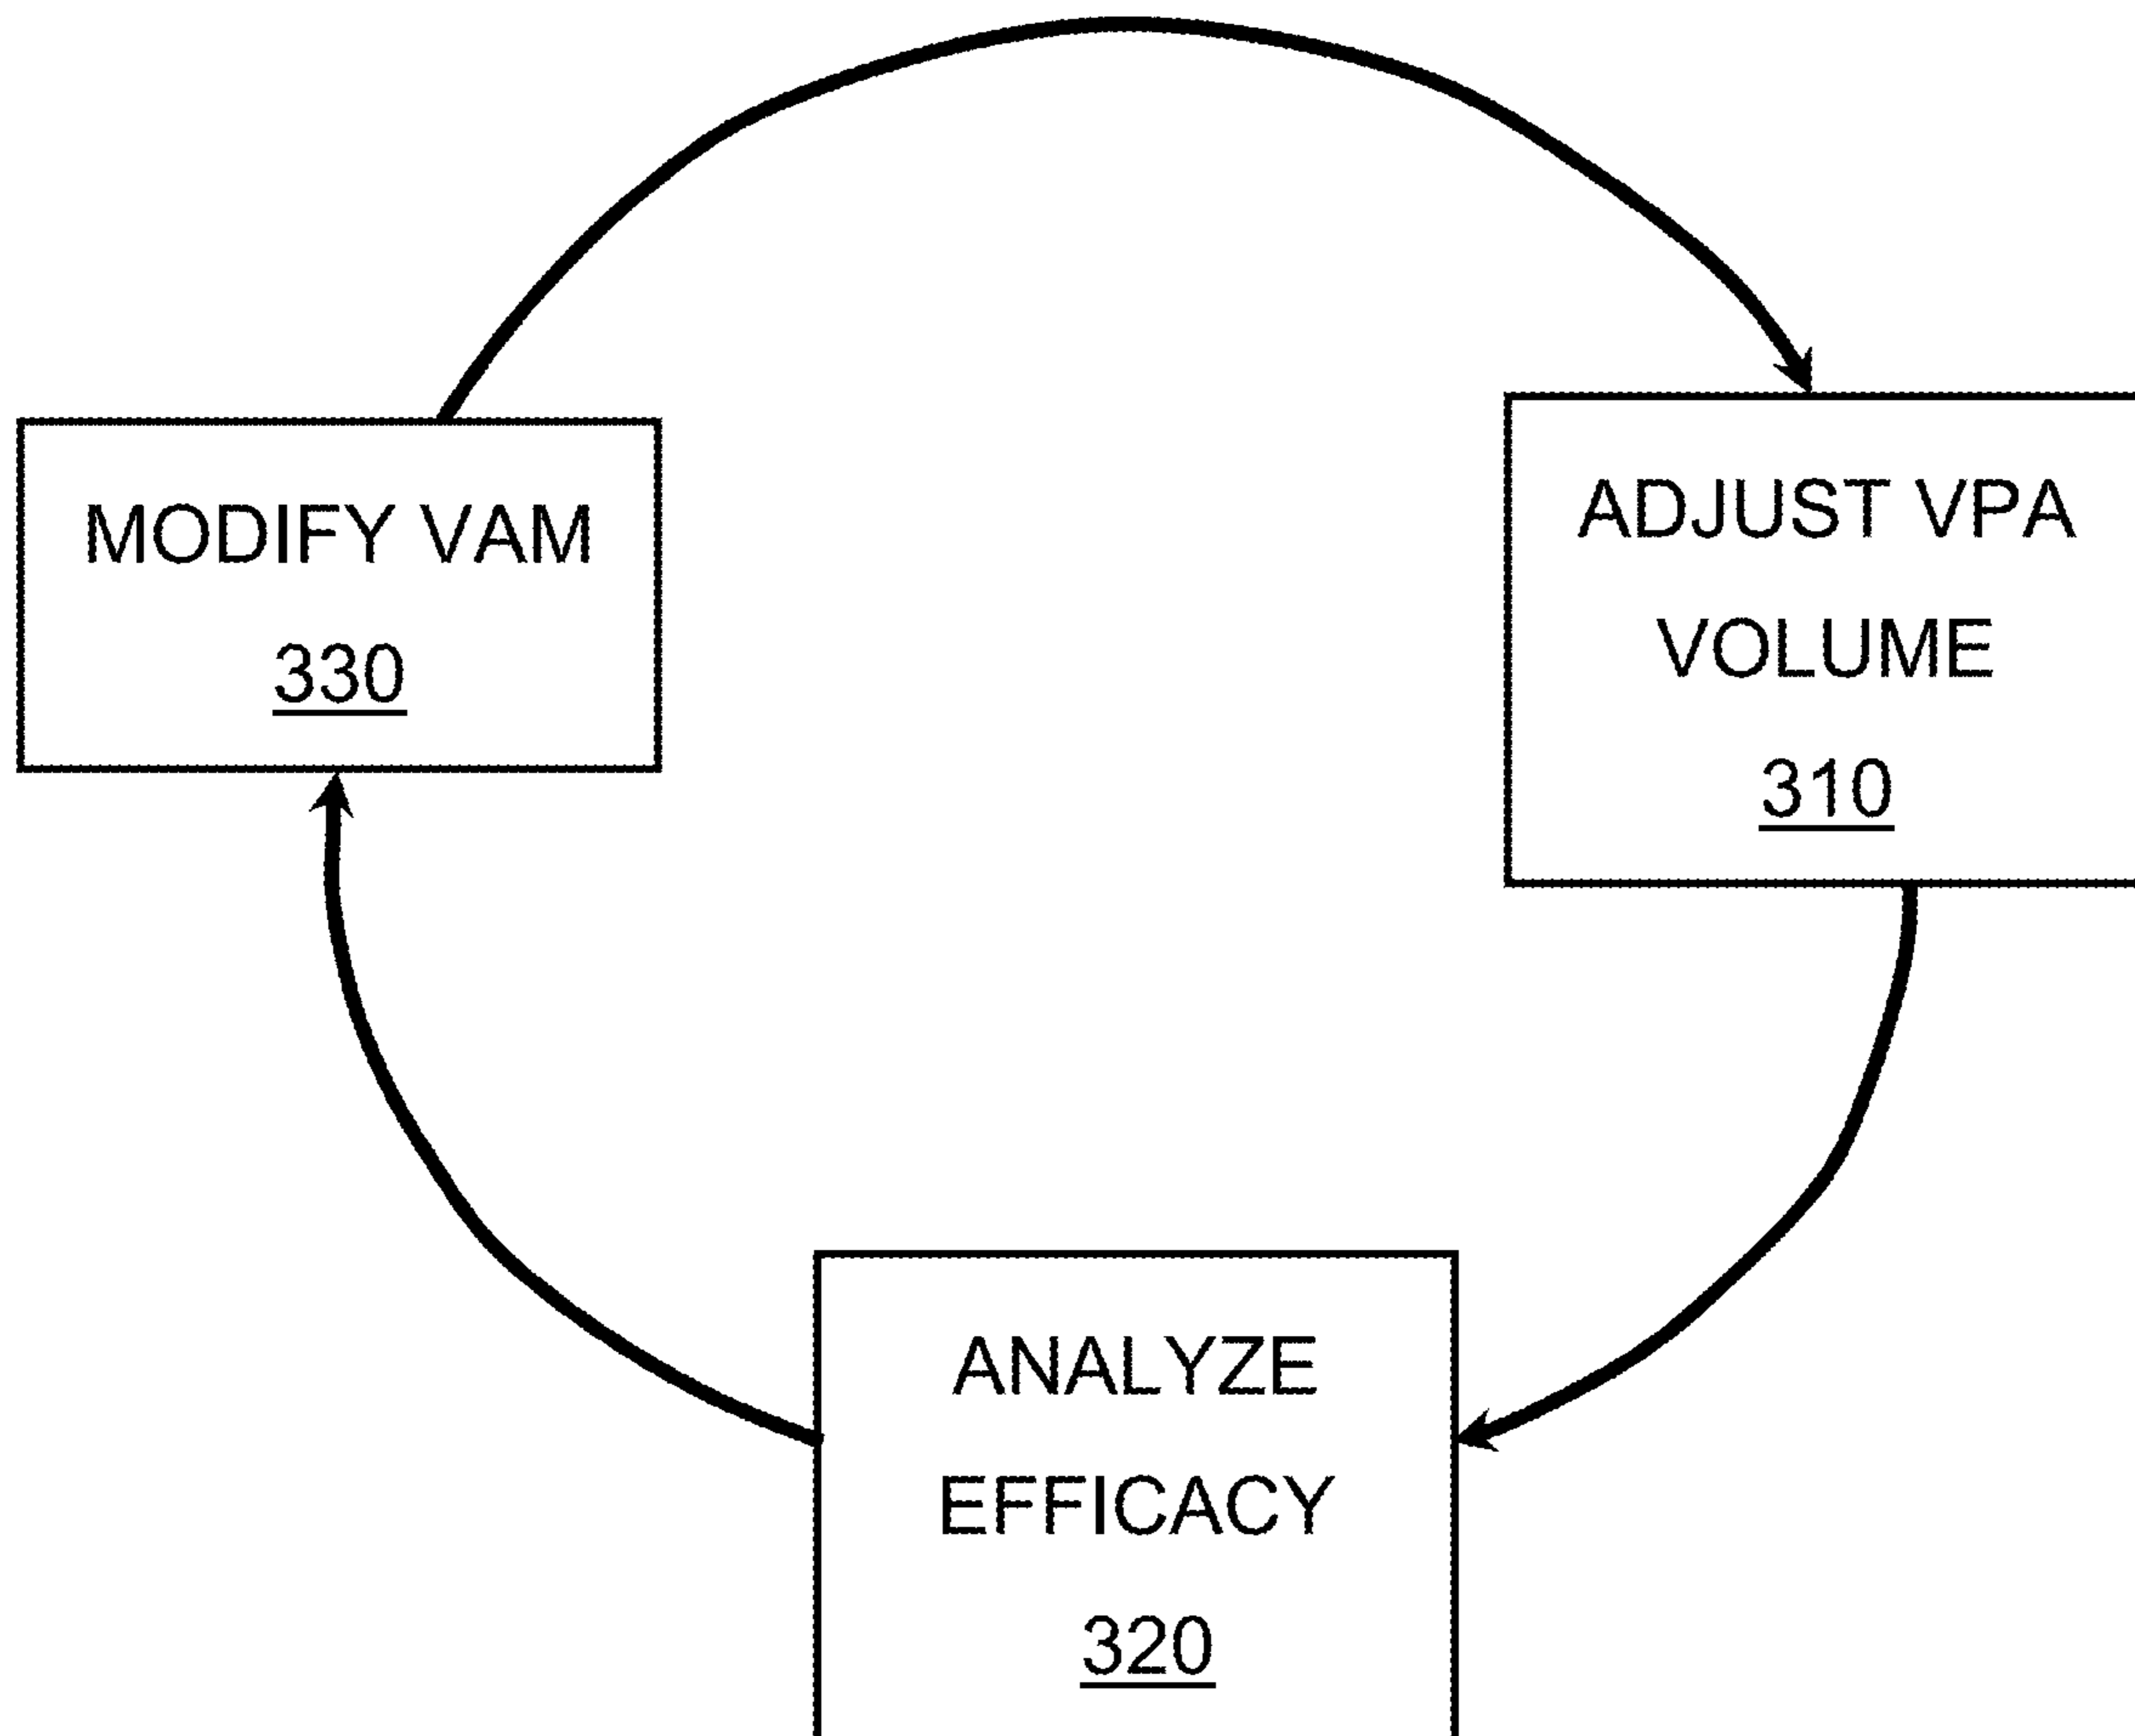 MODIFY VAM
330
ADJUST VPA
VOLUME
310
ANALYZE
EFFICACY
320